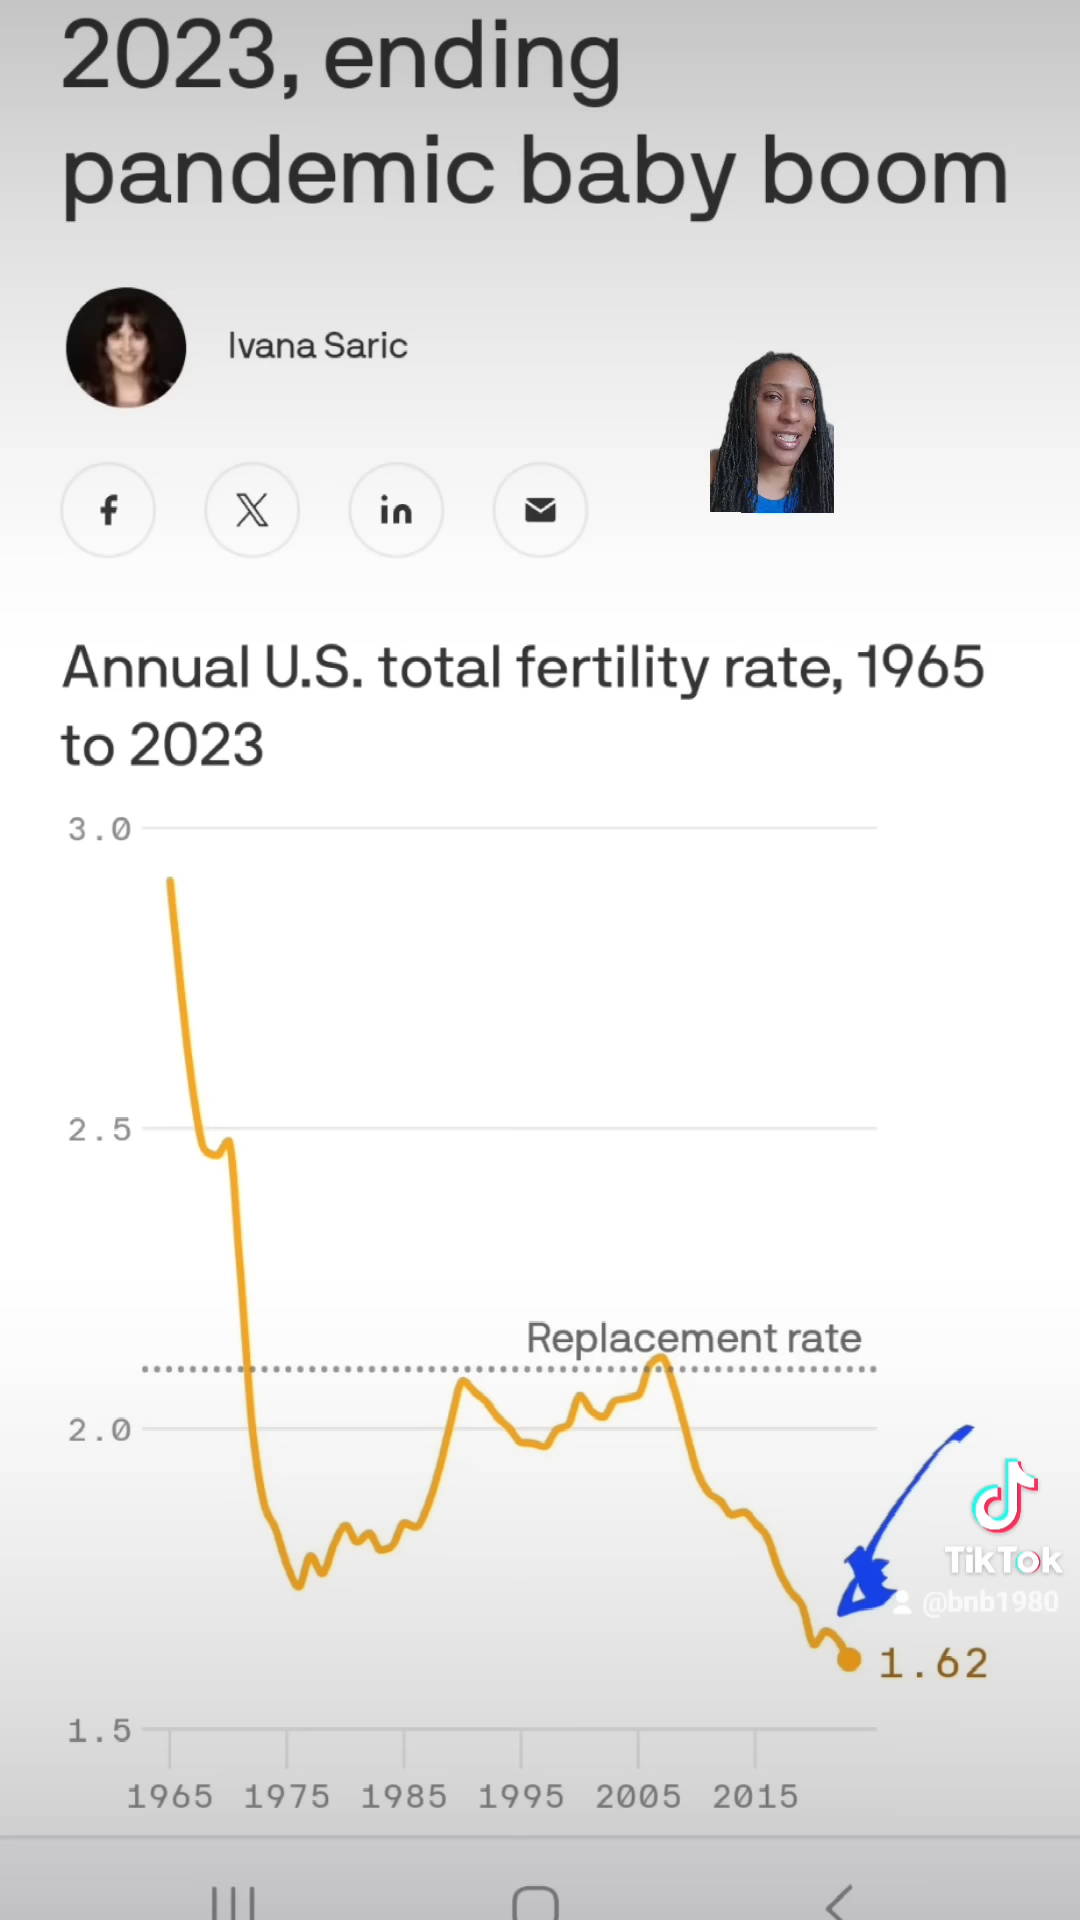 2023, ending
pandemic baby boom
Ivana Saric
f X in
Annual U.S. total fertility rate, 1965
to 2023
3.0
2.5
Replacement rate
2.0
TikTok
@bnb1980
1.62
1.5
1965 1975 1985 1995 2005 2015